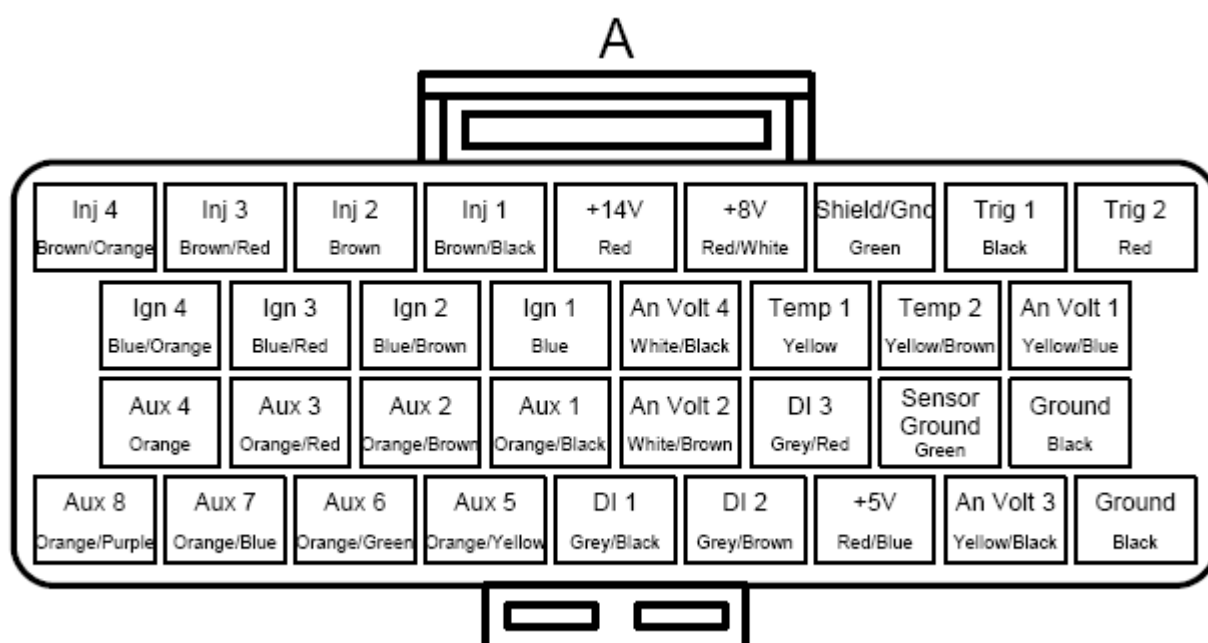 A
Inj 4 Inj 3 Inj 2 Inj 1 +14V +8V Shield/Gnd Trig 1 Trig 2
Brown/Orange Brown/Red Brown Brown/Black Red Red/White Green Black Red
Ign 4 Ign 3 Ign 2 Ign 1 An Volt 4 Temp 1 Temp 2 An Volt 1
Blue/Orange Blue/Red Blue/Brown Blue White/Black Yellow Yellow/Brown Yellow/Blue
Aux 4 Aux 3 Aux 2 Aux 1 An Volt 2 DI 3 Sensor Ground Ground
Orange Orange/Red Orange/Brown Orange/Black White/Brown Grey/Red Green Black
Aux 8 Aux 7 Aux 6 Aux 5 DI 1 DI 2 +5V An Volt 3 Ground
Orange/Purple Orange/Blue Orange/Green Orange/Yellow Grey/Black Grey/Brown Red/Blue Yellow/Black Black